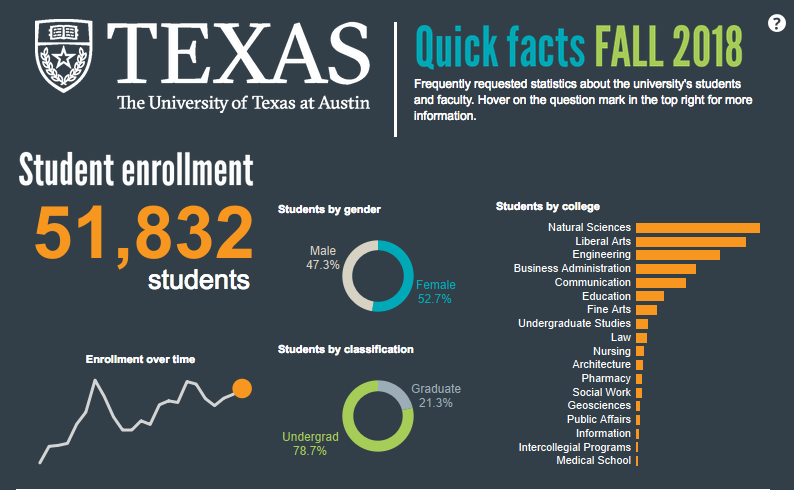 TEXAS
The University of Texas at Austin
Quick facts FALL 2018
?
Frequently requested statistics about the university's students
and faculty. Hover on the question mark in the top right for more
information.
Student enrollment
51,832
students
Enrollment over time
Students by gender
Male
47.3%
Female
52.7%
Students by classification
Graduate
21.3%
Undergrad
78.7%
Students by college
Natural Sciences
Liberal Arts
Engineering
Business Administration
Communication
Education
Fine Arts
Undergraduate Studies
Law
Nursing
Architecture
Pharmacy
Social Work
Geosciences
Public Affairs
Information
Intercollegial Programs
Medical School